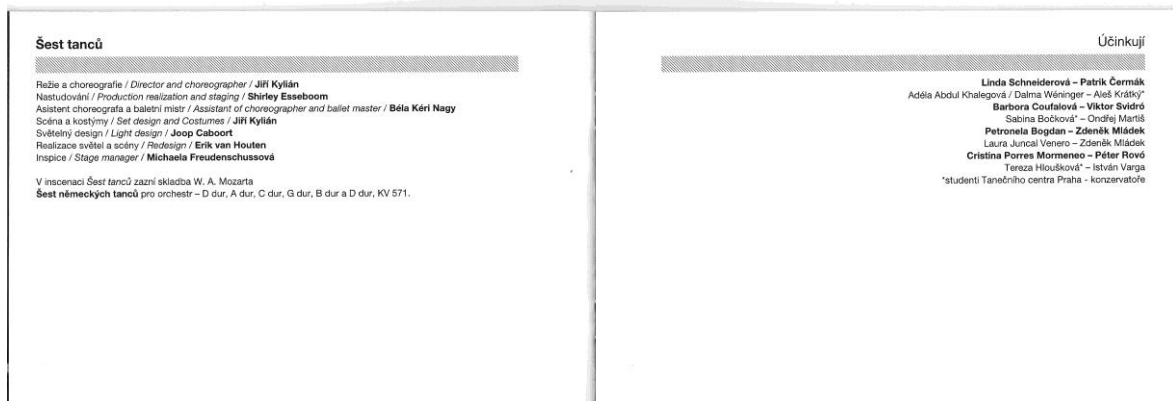 Šest tanců
Režie a choreografie / Director and choreographer / Jiří Kylián
Nastudování / Production realization and staging / Shirley Esseboom
Asistent choreografa a baletní mistr / Assistant of choreographer and ballet master / Béla Kéri Nagy
Scéna a kostýmy / Set design and Costumes / Jiří Kylián
Světelný design / Light design / Joop Caboort
Realizace světel a scény / Redesign / Erik van Houten
Inspice / Stage manager / Michaela Freudenschussová
V inscenaci Šest tanců zazní skladba W. A. Mozarta
Šest německých tanců pro orchestr – D dur, A dur, C dur, G dur, B dur a D dur, KV 571.
Účinkují
Linda Schneiderová – Patrik Čermák
Adéla Abdul Khalegová / Dalma Wéninger – Aleš Krátký*
Barbora Coufalová – Viktor Svidró
Sabina Bočková* – Ondřej Martiš
Petronela Bogdan – Zdeněk Mládek
Laura Juncal Venero – Zdeněk Mládek
Cristina Porres Mormeneo – Péter Rovó
Tereza Hloušková* – István Varga
*studenti Tanečního centra Praha - konzervatoře